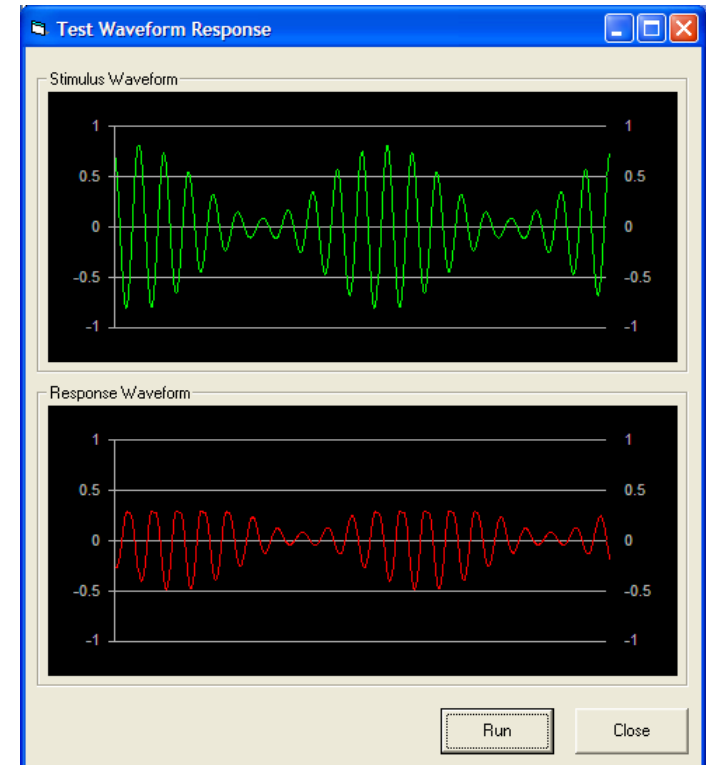 Test Waveform Response
Stimulus Waveform
1 1
0.5 0.5
0 0
-0.5 -0.5
-1 -1
Response Waveform
1 1
0.5 0.5
0 0
-0.5 -0.5
-1 -1
Run Close